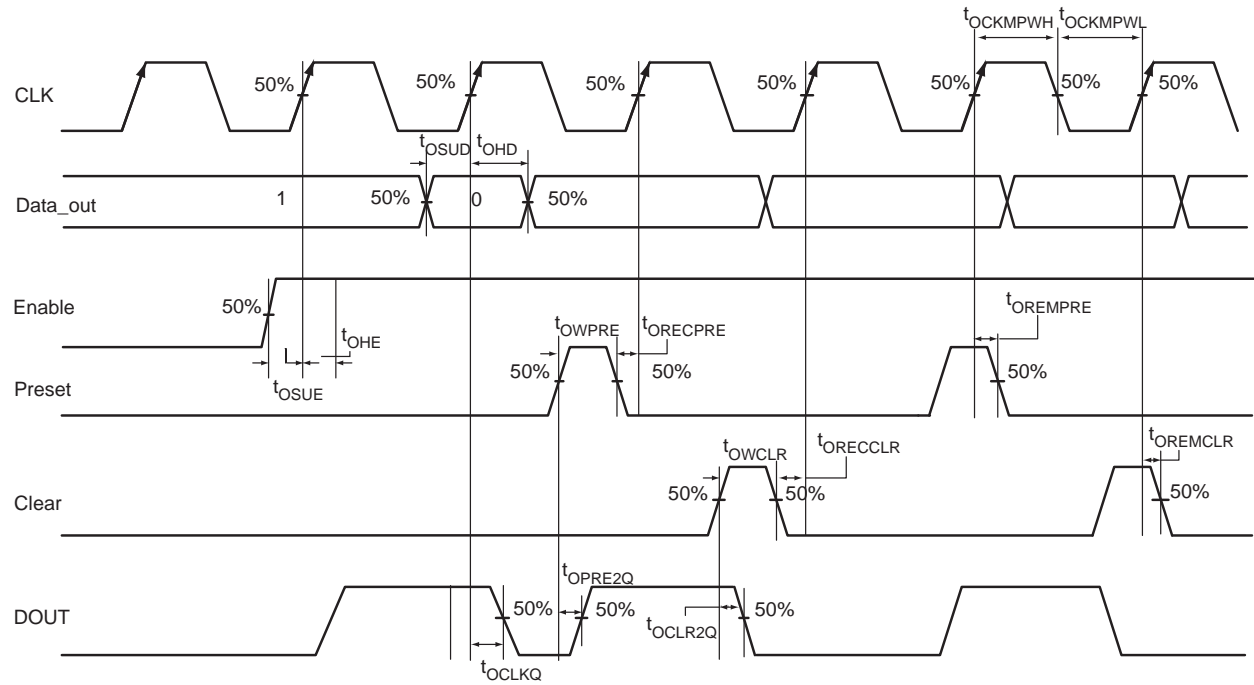 tOCKMPWH tOCKMPWL
CLK 50% 50% 50% 50% 50% 50% 50%
tOSUD tOHD
Data_out 1 50% 0 50%
Enable 50%
tOHE tOWPRE tORECPRE tOREMPRE
tOSUE
Preset 50% 50% 50%
tOWCLR tORECCLR tOREMCLR
Clear 50% 50% 50%
tOPRE2Q
DOUT 50% 50% tOCLR2Q 50%
tOCLKQ